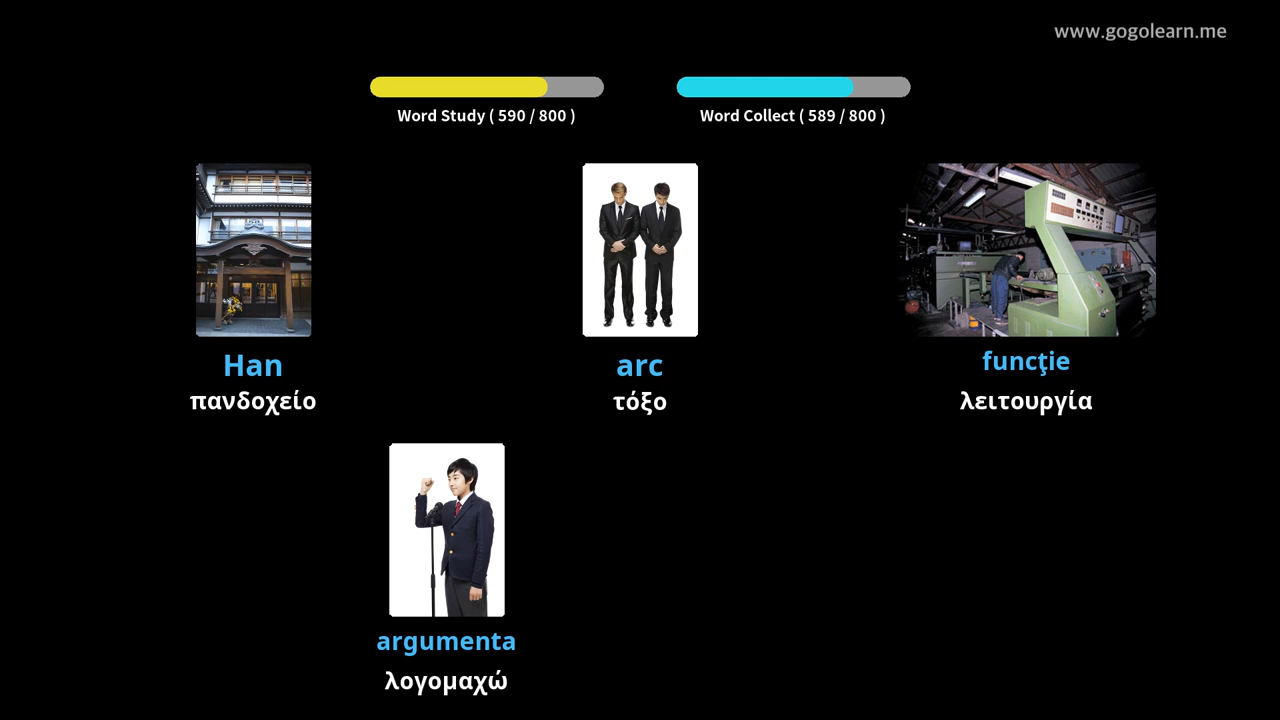 www.gogolearn.me
Word Study ( 590 / 800 )
Word Collect ( 589 / 800 )
Han
πανδοχείο
arc
τόξο
funcţie
λειτουργία
argumenta
λογομαχώ